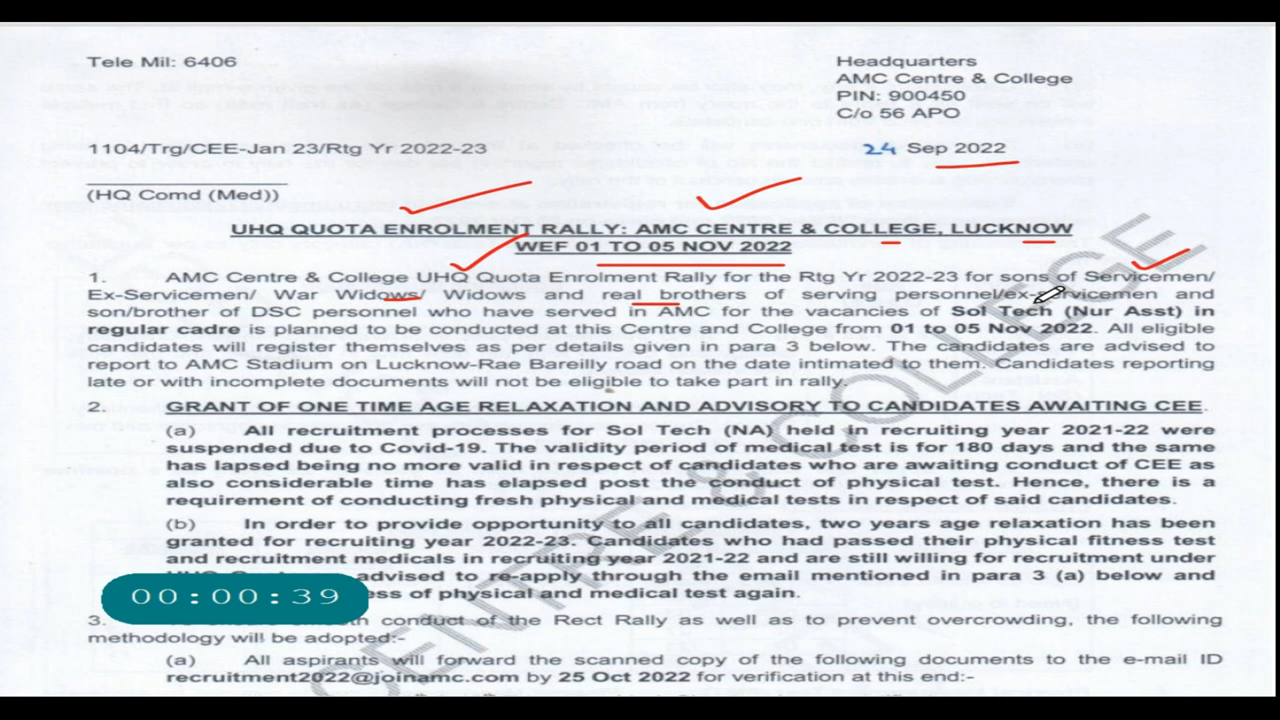 Tele Mil: 6406
Headquarters
AMC Centre & College
PIN: 900450
C/o 56 APO
1104/Trg/CEE-Jan 23/Rtg Yr 2022-23
24 Sep 2022
(HQ Comd (Med))
UHQ QUOTA ENROLMENT RALLY: AMC CENTRE & COLLEGE, LUCKNOW
WEF 01 TO 05 NOV 2022
1. AMC Centre & College UHQ Quota Enrolment Rally for the Rtg Yr 2022-23 for sons of Servicemen/
Ex-Servicemen/ War Widows/ Widows and real brothers of serving personnel/ex-servicemen and
son/brother of DSC personnel who have served in AMC for the vacancies of Sol Tech (Nur Asst) in
regular cadre is planned to be conducted at this Centre and College from 01 to 05 Nov 2022. All eligible
candidates will register themselves as per details given in para 3 below. The candidates are advised to
report to AMC Stadium on Lucknow-Rae Bareilly road on the date intimated to them. Candidates reporting
late or with incomplete documents will not be eligible to take part in rally.
2. GRANT OF ONE TIME AGE RELAXATION AND ADVISORY TO CANDIDATES AWAITING CEE.
(a) All recruitment processes for Sol Tech (NA) held in recruiting year 2021-22 were
suspended due to Covid-19. The validity period of medical test is for 180 days and the same
has lapsed being no more valid in respect of candidates who are awaiting conduct of CEE as
also considerable time has elapsed post the conduct of physical test. Hence, there is a
requirement of conducting fresh physical and medical tests in respect of said candidates.
(b) In order to provide opportunity to all candidates, two years age relaxation has been
granted for recruiting year 2022-23. Candidates who had passed their physical fitness test
and recruitment medicals in recruiting year 2021-22 and are still willing for recruitment under
advised to re-apply through the email mentioned in para 3 (a) below and
of physical and medical test again.
00:00:39
3. conduct of the Rect Rally as well as to prevent overcrowding, the following
methodology will be adopted:-
(a) All aspirants will forward the scanned copy of the following documents to the e-mail ID
recruitment2022@joinamc.com by 25 Oct 2022 for verification at this end:-
CENTRE & COLLEGE